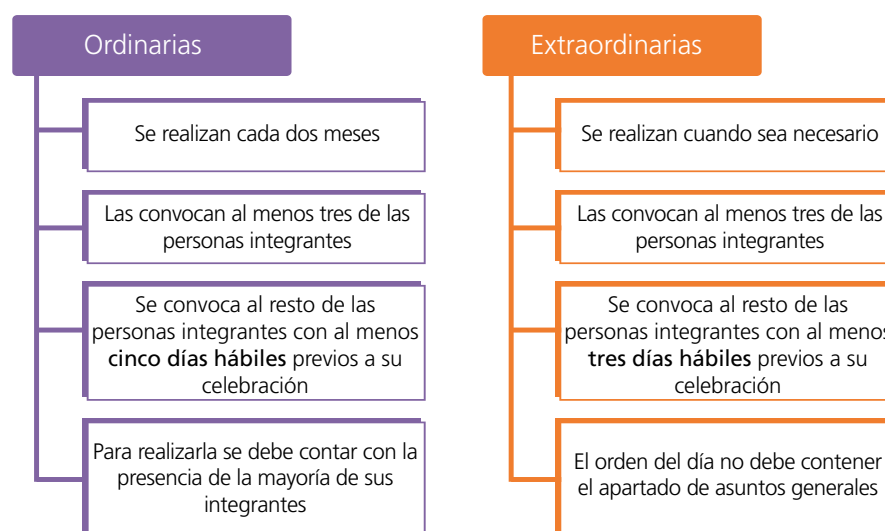 Ordinarias
Se realizan cada dos meses
Las convocan al menos tres de las
personas integrantes
Se convoca al resto de las
personas integrantes con al menos
cinco días hábiles previos a su
celebración
Para realizarla se debe contar con la
presencia de la mayoría de sus
integrantes
Extraordinarias
Se realizan cuando sea necesario
Las convocan al menos tres de las
personas integrantes
Se convoca al resto de las
personas integrantes con al menos
tres días hábiles previos a su
celebración
El orden del día no debe contener
el apartado de asuntos generales